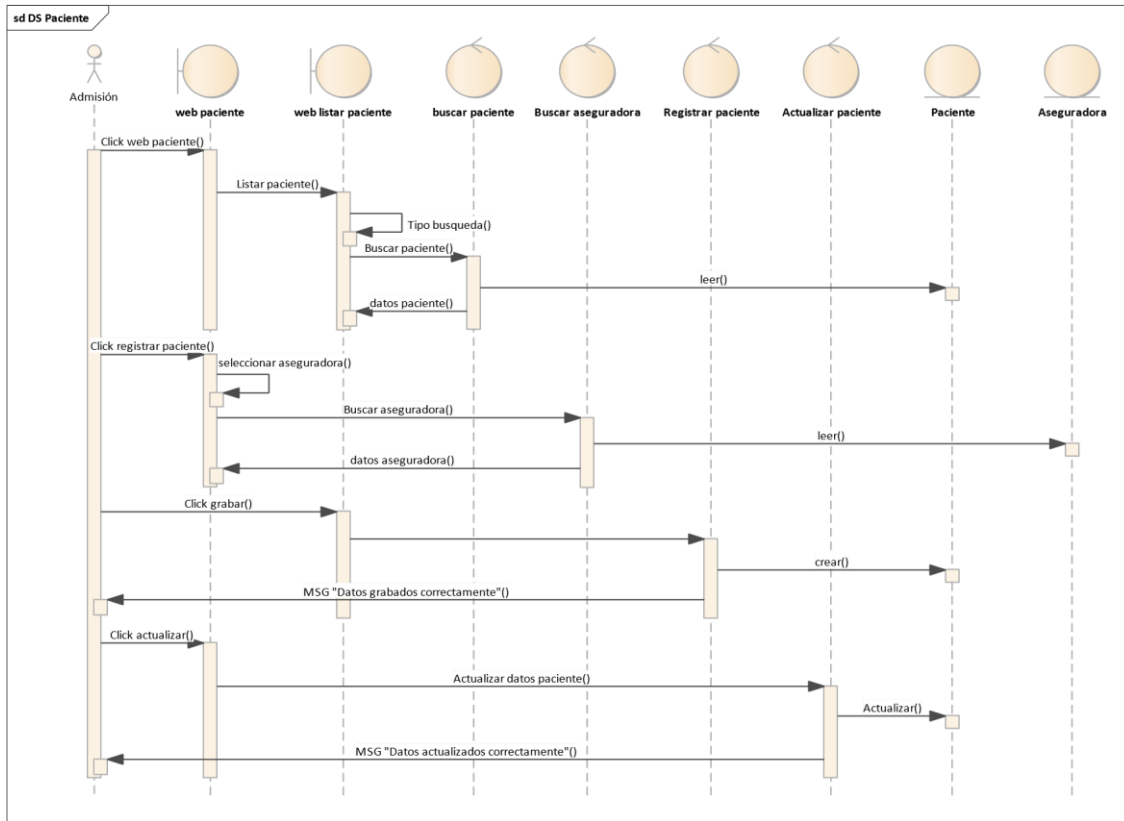 sd DS Paciente
Admisión
web paciente
web listar paciente
buscar paciente
Buscar aseguradora
Registrar paciente
Actualizar paciente
Paciente
Aseguradora
Click web paciente()
Listar paciente()
Tipo busqueda()
Buscar paciente()
leer()
datos paciente()
Click registrar paciente()
seleccionar aseguradora()
Buscar aseguradora()
leer()
datos aseguradora()
Click grabar()
crear()
MSG "Datos grabados correctamente"()
Click actualizar()
Actualizar datos paciente()
Actualizar()
MSG "Datos actualizados correctamente"()